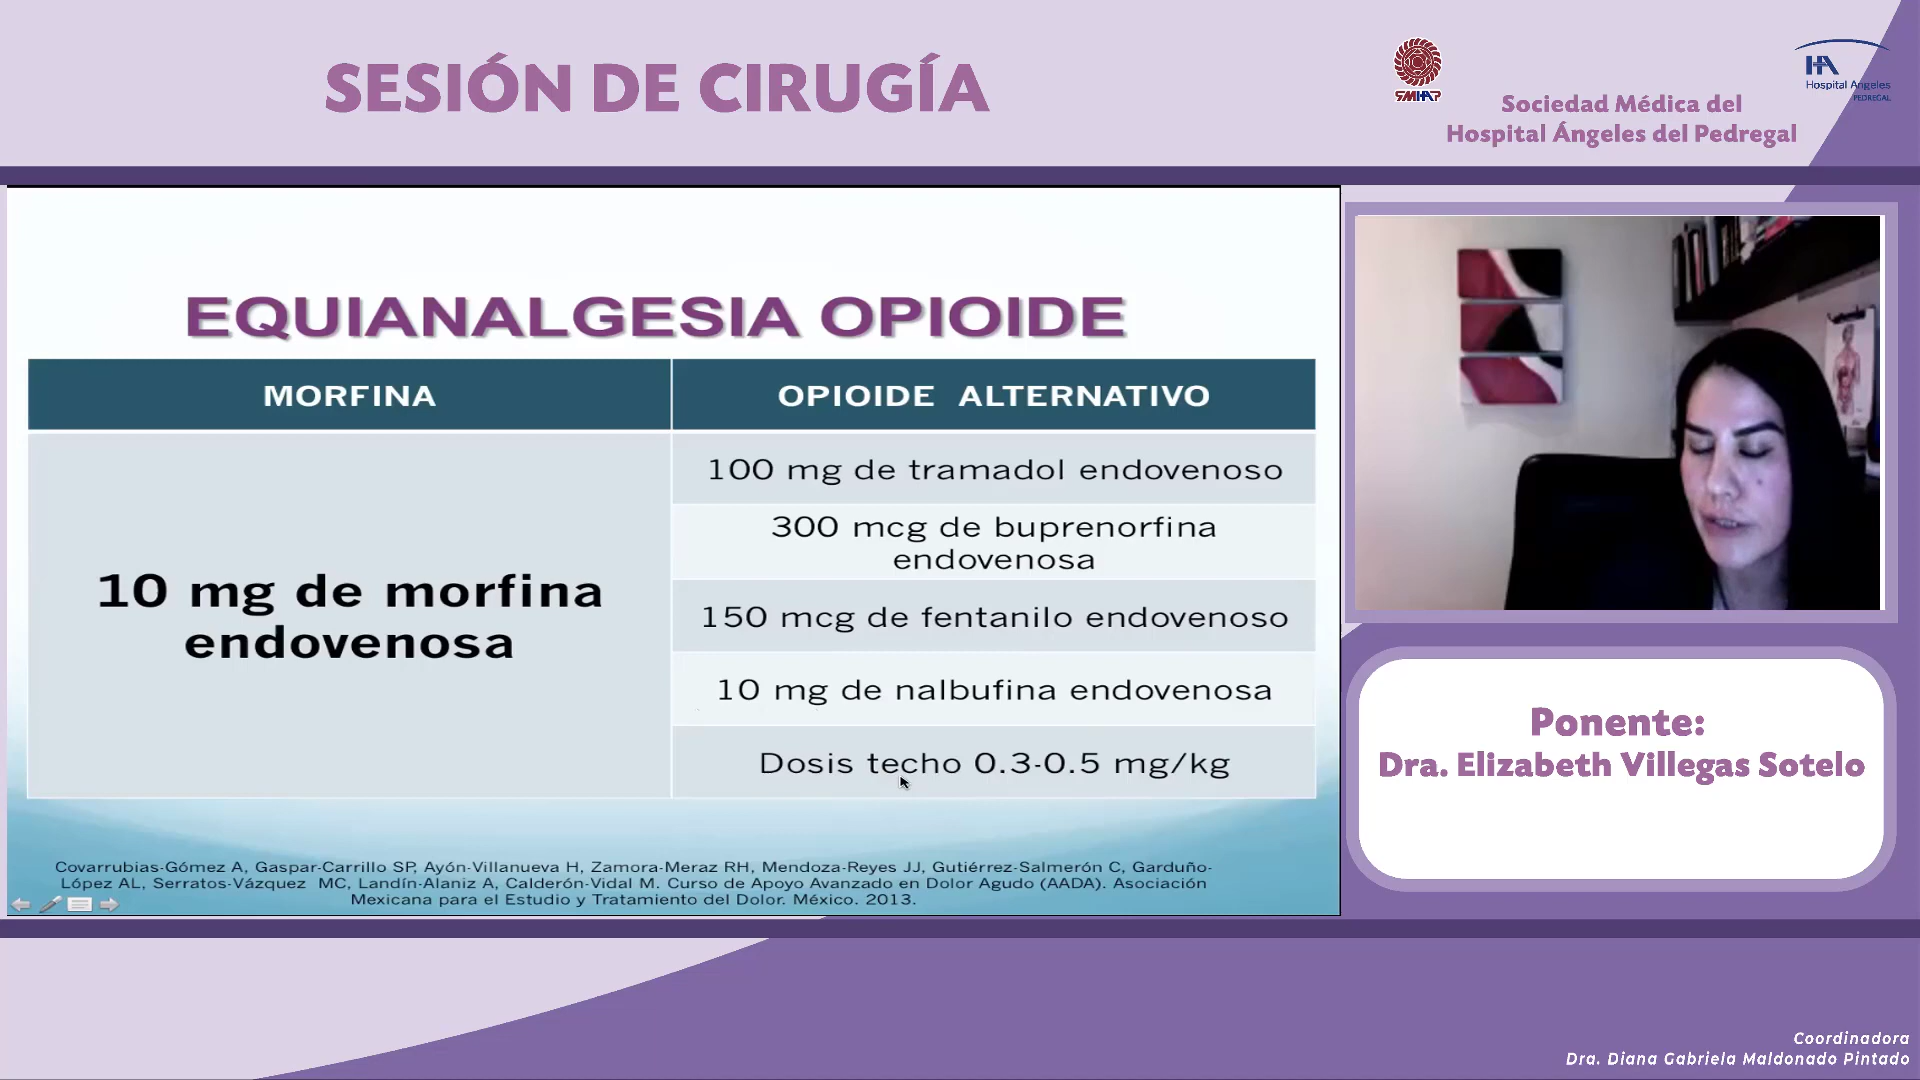 SESIÓN DE CIRUGÍA
SMHAP
Sociedad Médica del
Hospital Ángeles del Pedregal
HA
Hospital Angeles
PEDREGAL
EQUIANALGESIA OPIOIDE
MORFINA
OPIOIDE ALTERNATIVO
10 mg de morfina
endovenosa
100 mg de tramadol endovenoso
300 mcg de buprenorfina
endovenosa
150 mcg de fentanilo endovenoso
10 mg de nalbufina endovenosa
Dosis techo 0.3-0.5 mg/kg
Covarrubias-Gómez A, Gaspar-Carrillo SP, Ayón-Villanueva H, Zamora-Meraz RH, Mendoza-Reyes JJ, Gutiérrez-Salmerón C, Garduño-
López AL, Serratos-Vázquez MC, Landín-Alaniz A, Calderón-Vidal M. Curso de Apoyo Avanzado en Dolor Agudo (AADA). Asociación
Mexicana para el Estudio y Tratamiento del Dolor. México. 2013.
Ponente:
Dra. Elizabeth Villegas Sotelo
Coordinadora
Dra. Diana Gabriela Maldonado Pintado